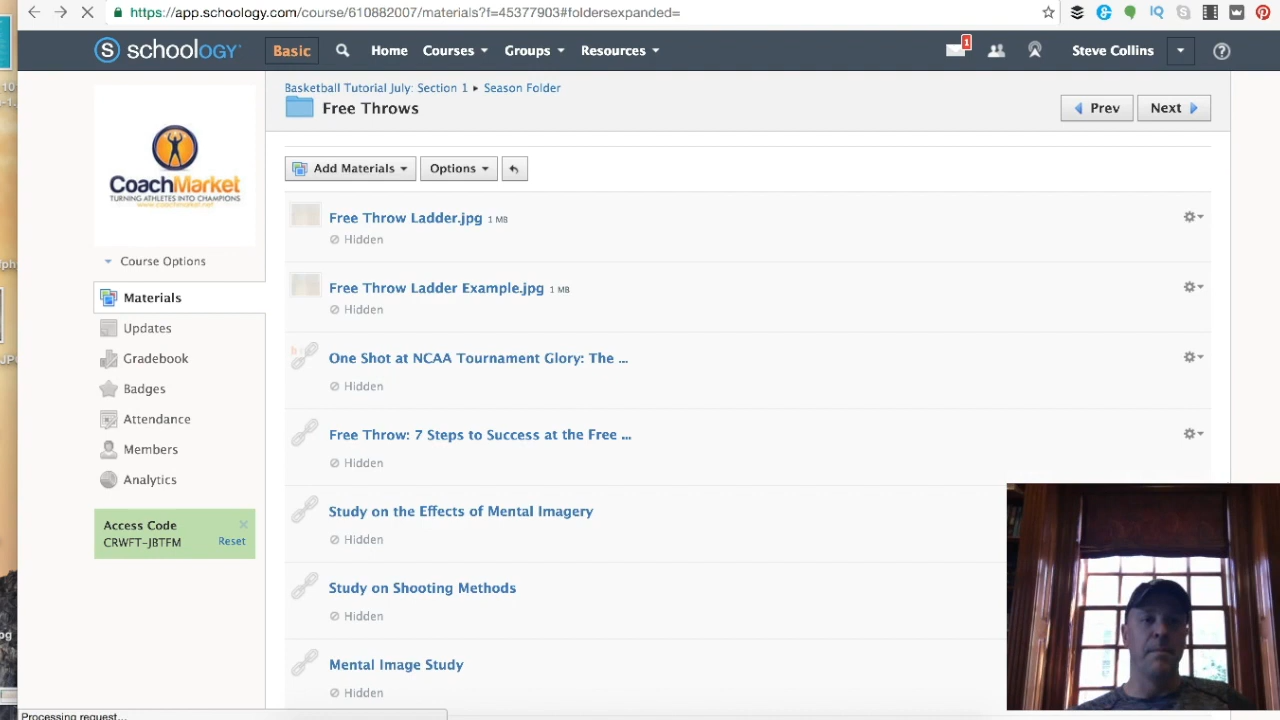 https://app.schoology.com/course/610882007/materials?f=45377903#foldersexpanded=
S schoology Basic Home Courses Groups Resources 1 Steve Collins
Basketball Tutorial July: Section 1 ▸ Season Folder
Free Throws
Prev Next
CoachMarket
TURNING ATHLETES INTO CHAMPIONS
www.coachmarket.net
Course Options
Materials
Updates
Gradebook
Badges
Attendance
Members
Analytics
Access Code
CRWFT-JBTFM Reset
Add Materials Options
Free Throw Ladder.jpg 1 MB
Hidden
Free Throw Ladder Example.jpg 1 MB
Hidden
One Shot at NCAA Tournament Glory: The ...
Hidden
Free Throw: 7 Steps to Success at the Free ...
Hidden
Study on the Effects of Mental Imagery
Hidden
Study on Shooting Methods
Hidden
Mental Image Study
Hidden
Processing request...